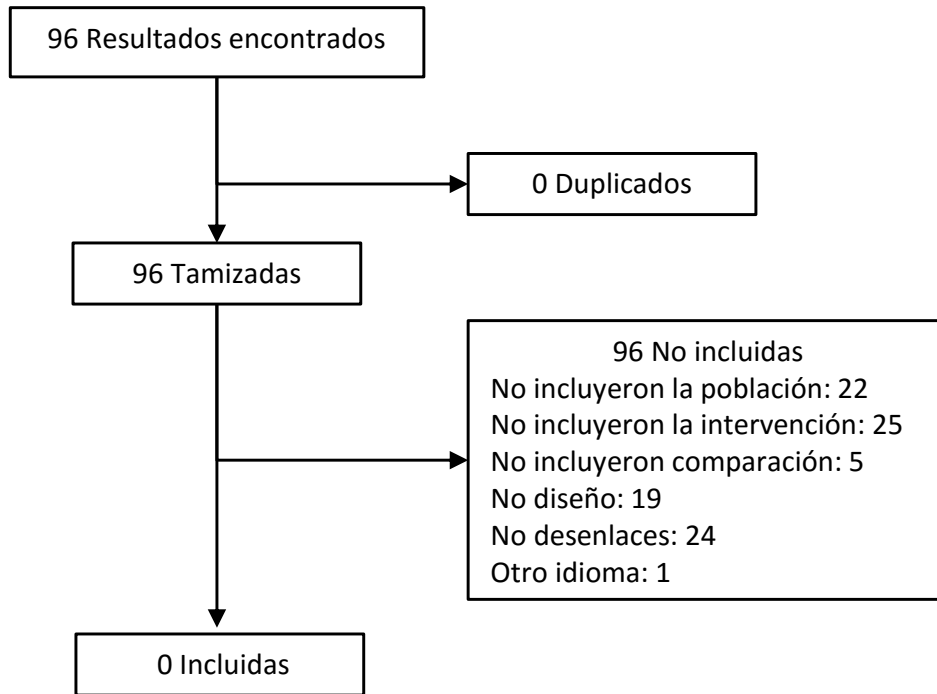 96 Resultados encontrados
0 Duplicados
96 Tamizadas
96 No incluidas
No incluyeron la población: 22
No incluyeron la intervención: 25
No incluyeron comparación: 5
No diseño: 19
No desenlaces: 24
Otro idioma: 1
0 Incluidas